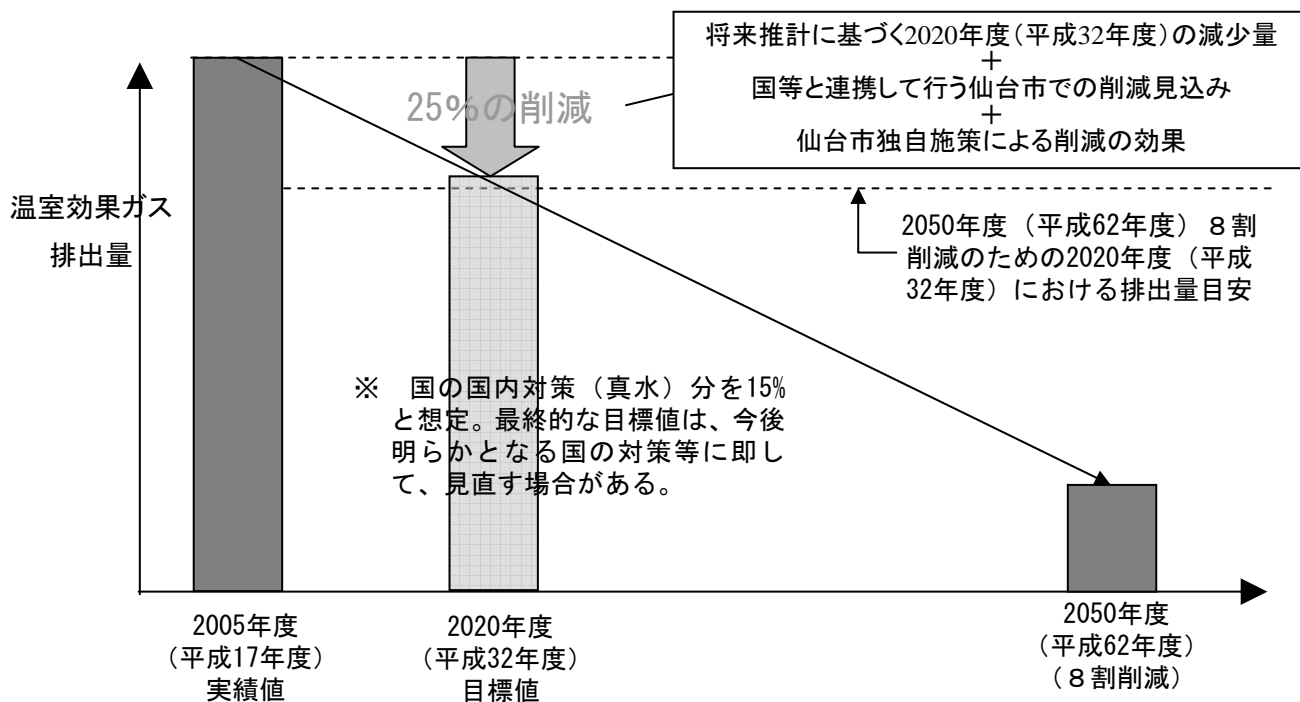 将来推計に基づく2020年度（平成32年度）の減少量
＋
国等と連携して行う仙台市での削減見込み
＋
仙台市独自施策による削減の効果
25％の削減
温室効果ガス
排出量
2050年度（平成62年度）８割
削減のための2020年度（平成
32年度）における排出量目安
※　国の国内対策（真水）分を15%
と想定。最終的な目標値は、今後
明らかとなる国の対策等に即し
て、見直す場合がある。
2005年度
（平成17年度）
実績値
2020年度
（平成32年度）
目標値
2050年度
（平成62年度）
（８割削減）